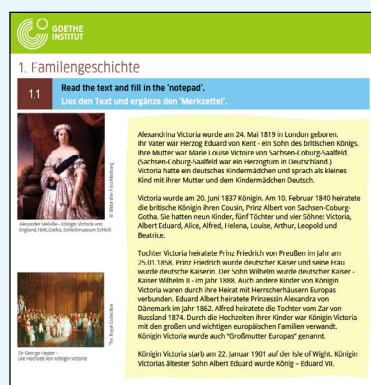 GOETHE
INSTITUT
1. Familengeschichte
1.1
Read the text and fill in the 'notepad'.
Lies den Text und ergänze den 'Merkzettel'.
Alexandrina Victoria wurde am 24. Mai 1819 in London geboren.
Ihr Vater war Herzog Eduard von Kent - ein Sohn des britischen Königs.
Ihre Mutter war Marie Louise Victoire von Sachsen-Coburg-Saalfeld.
(Sachsen-Coburg-Saalfeld war ein Herzogtum in Deutschland.)
Victoria hatte ein deutsches Kindermädchen und sprach als kleines
Kind mit ihrer Mutter und dem Kindermädchen Deutsch.
Victoria wurde am 20. Juni 1837 Königin. Am 10. Februar 1840 heiratete
die britische Königin ihren Cousin, Prinz Albert von Sachsen-Coburg-
Gotha. Sie hatten neun Kinder, fünf Töchter und vier Söhne: Victoria,
Albert Eduard, Alice, Alfred, Helena, Louise, Arthur, Leopold und
Beatrice.
Tochter Victoria heiratete Prinz Friedrich von Preußen im Jahr am
25.01.1858. Prinz Friedrich wurde deutscher Kaiser und seine Frau
wurde deutsche Kaiserin. Der Sohn Wilhelm wurde deutscher Kaiser -
Kaiser Wilhelm II - im Jahr 1888. Auch andere Kinder von Königin
Victoria waren durch ihre Heirat mit Herrscherhäusern Europas
verbunden. Eduard Albert heiratete Prinzessin Alexandra von
Dänemark im Jahr 1862. Alfred heiratete die Tochter vom Zar von
Russland 1874. Durch die Hochzeiten ihrer Kinder war Königin Victoria
mit den großen und wichtigen europäischen Familien verwandt.
Königin Victoria wurde auch "Großmutter Europas" genannt.
Königin Victoria starb am 22. Januar 1901 auf der Isle of Wight. Königin
Victorias ältester Sohn Albert Eduard wurde König - Eduard VII.
Alexander Melville - Königin Victoria von
England,1845,Gotha, Schloßmuseum Schloß
© Bildarchiv Foto Marburg
The Royal Collection
Sir George Hayter -
Die Hochzeit von Königin Victoria